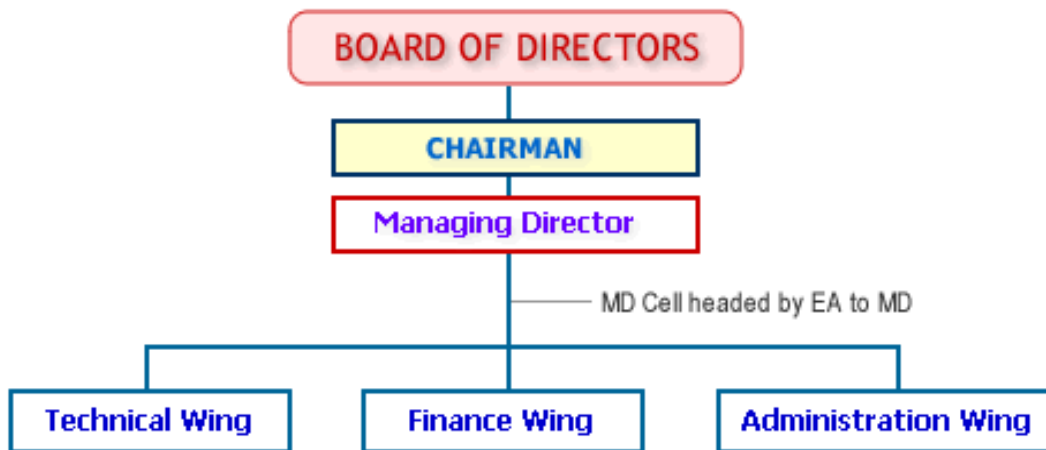 BOARD OF DIRECTORS
CHAIRMAN
Managing Director
MD Cell headed by EA to MD
Technical Wing
Finance Wing
Administration Wing